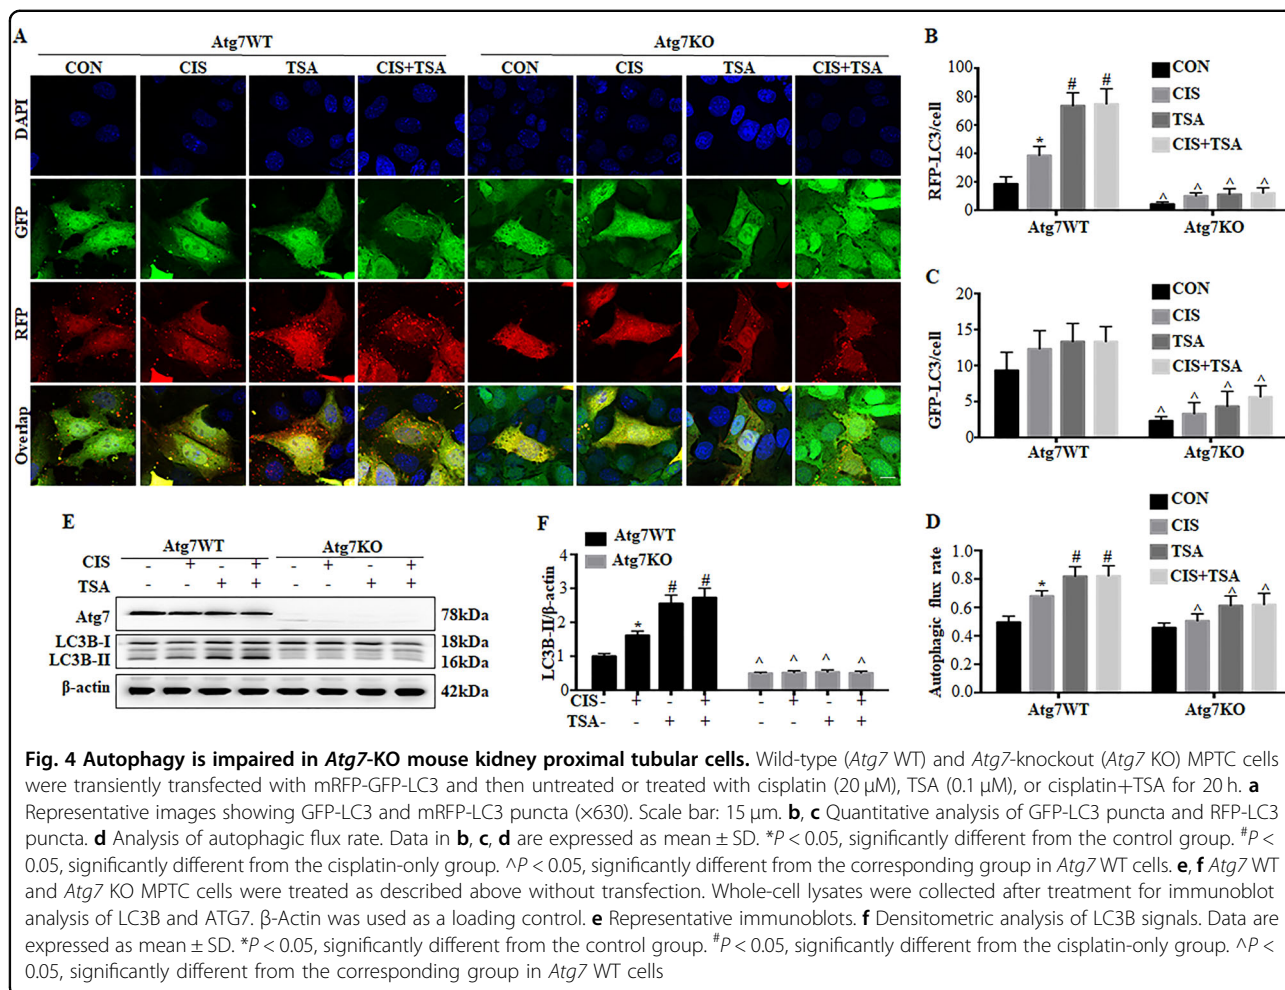 A
Atg7WT
Atg7KO
CON CIS TSA CIS+TSA CON CIS TSA CIS+TSA
DAPI
GFP
RFP
Overlap
B
RFP-LC3/cell
100
80
60
40
20
0
* # #
^ ^ ^ ^
CON
CIS
TSA
CIS+TSA
Atg7WT Atg7KO
C
GFP-LC3/cell
20
15
10
5
0
^ ^ ^ ^
CON
CIS
TSA
CIS+TSA
Atg7WT Atg7KO
D
Autophagic flux rate
1.0
0.8
0.6
0.4
0.2
0.0
* # #
^ ^ ^
CON
CIS
TSA
CIS+TSA
Atg7WT Atg7KO
E
Atg7WT Atg7KO
CIS - + - + - + - +
TSA - - + + - - + +
Atg7 78kDa
LC3B-I 18kDa
LC3B-II 16kDa
β-actin 42kDa
F
Atg7WT
Atg7KO
LC3B-II/β-actin
4
3
2
1
0
* # #
^ ^ ^ ^
CIS - + - + - + - +
TSA - - + + - - + +
Fig. 4 Autophagy is impaired in Atg7-KO mouse kidney proximal tubular cells. Wild-type (Atg7 WT) and Atg7-knockout (Atg7 KO) MPTC cells
were transiently transfected with mRFP-GFP-LC3 and then untreated or treated with cisplatin (20 μM), TSA (0.1 μM), or cisplatin+TSA for 20 h. a
Representative images showing GFP-LC3 and mRFP-LC3 puncta (×630). Scale bar: 15 μm. b, c Quantitative analysis of GFP-LC3 puncta and RFP-LC3
puncta. d Analysis of autophagic flux rate. Data in b, c, d are expressed as mean ± SD. *P < 0.05, significantly different from the control group. #P <
0.05, significantly different from the cisplatin-only group. ^P < 0.05, significantly different from the corresponding group in Atg7 WT cells. e, f Atg7 WT
and Atg7 KO MPTC cells were treated as described above without transfection. Whole-cell lysates were collected after treatment for immunoblot
analysis of LC3B and ATG7. β-Actin was used as a loading control. e Representative immunoblots. f Densitometric analysis of LC3B signals. Data are
expressed as mean ± SD. *P < 0.05, significantly different from the control group. #P < 0.05, significantly different from the cisplatin-only group. ^P <
0.05, significantly different from the corresponding group in Atg7 WT cells